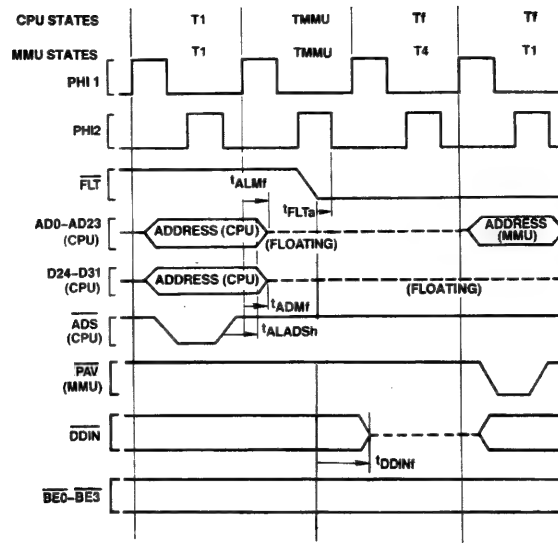 CPU STATES T1 TMMU Tf Tf
MMU STATES T1 TMMU T4 T1
PHI 1
PHI2
FLT
tALMf
tFLTa
AD0–AD23
(CPU)
ADDRESS (CPU)
(FLOATING)
ADDRESS
(MMU)
D24–D31
(CPU)
ADDRESS (CPU)
(FLOATING)
tADMf
ADS
(CPU)
tALADSh
PAV
(MMU)
DDIN
tDDINf
BE0–BE3